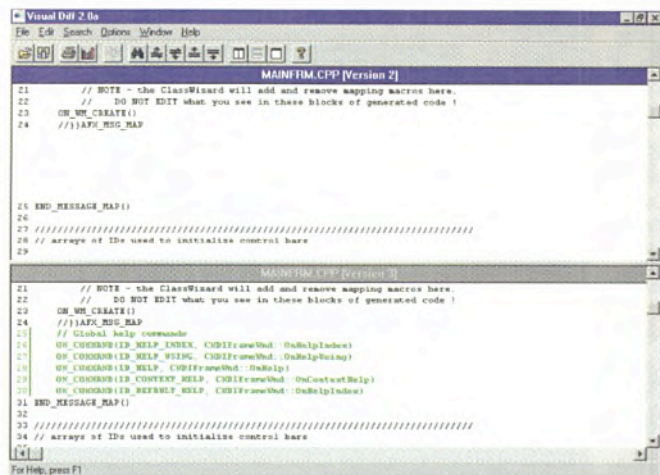 Visual Diff 2.0a
File Edit Search Options Window Help
MAINFRM.CPP [Version 2]
21 // NOTE - the ClassWizard will add and remove mapping macros here.
22 // DO NOT EDIT what you see in these blocks of generated code !
23 ON_WM_CREATE()
24 //}}AFX_MSG_MAP
25 END_MESSAGE_MAP()
26
27 /////////////////////////////////////////////////////////////////////////////
28 // arrays of IDs used to initialize control bars
29
MAINFRM.CPP [Version 3]
21 // NOTE - the ClassWizard will add and remove mapping macros here.
22 // DO NOT EDIT what you see in these blocks of generated code !
23 ON_WM_CREATE()
24 //}}AFX_MSG_MAP
25 // Global help commands
26 ON_COMMAND(ID_HELP_INDEX, CMDIFrameWnd::OnHelpIndex)
27 ON_COMMAND(ID_HELP_USING, CMDIFrameWnd::OnHelpUsing)
28 ON_COMMAND(ID_HELP, CMDIFrameWnd::OnHelp)
29 ON_COMMAND(ID_CONTEXT_HELP, CMDIFrameWnd::OnContextHelp)
30 ON_COMMAND(ID_DEFAULT_HELP, CMDIFrameWnd::OnHelpIndex)
31 END_MESSAGE_MAP()
32
33 /////////////////////////////////////////////////////////////////////////////
34 // arrays of IDs used to initialize control bars
For Help, press F1